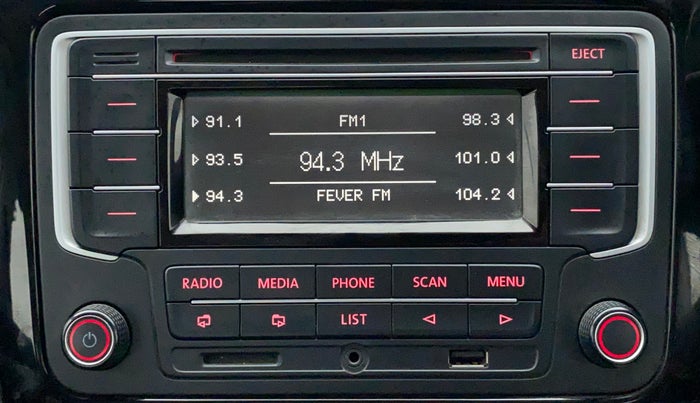 EJECT
91.1 FM1 98.3
93.5 94.3 MHz 101.0
94.3 FEVER FM 104.2
RADIO MEDIA PHONE SCAN MENU
LIST